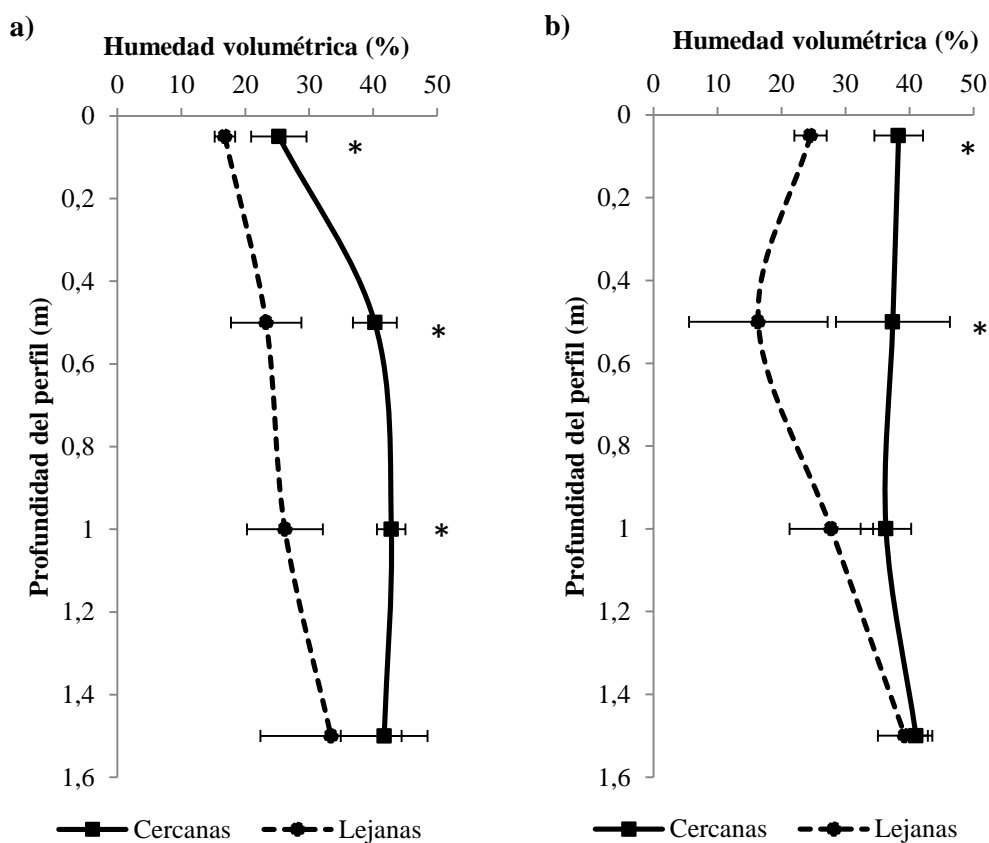 a)
Humedad volumétrica (%)
0 10 20 30 40 50
0
0,2
0,4
0,6
0,8
1
1,2
1,4
1,6
Profundidad del perfil (m)
*
*
*
Cercanas Lejanas
b)
Humedad volumétrica (%)
0 10 20 30 40 50
0
0,2
0,4
0,6
0,8
1
1,2
1,4
1,6
Profundidad del perfil (m)
*
*
Cercanas Lejanas